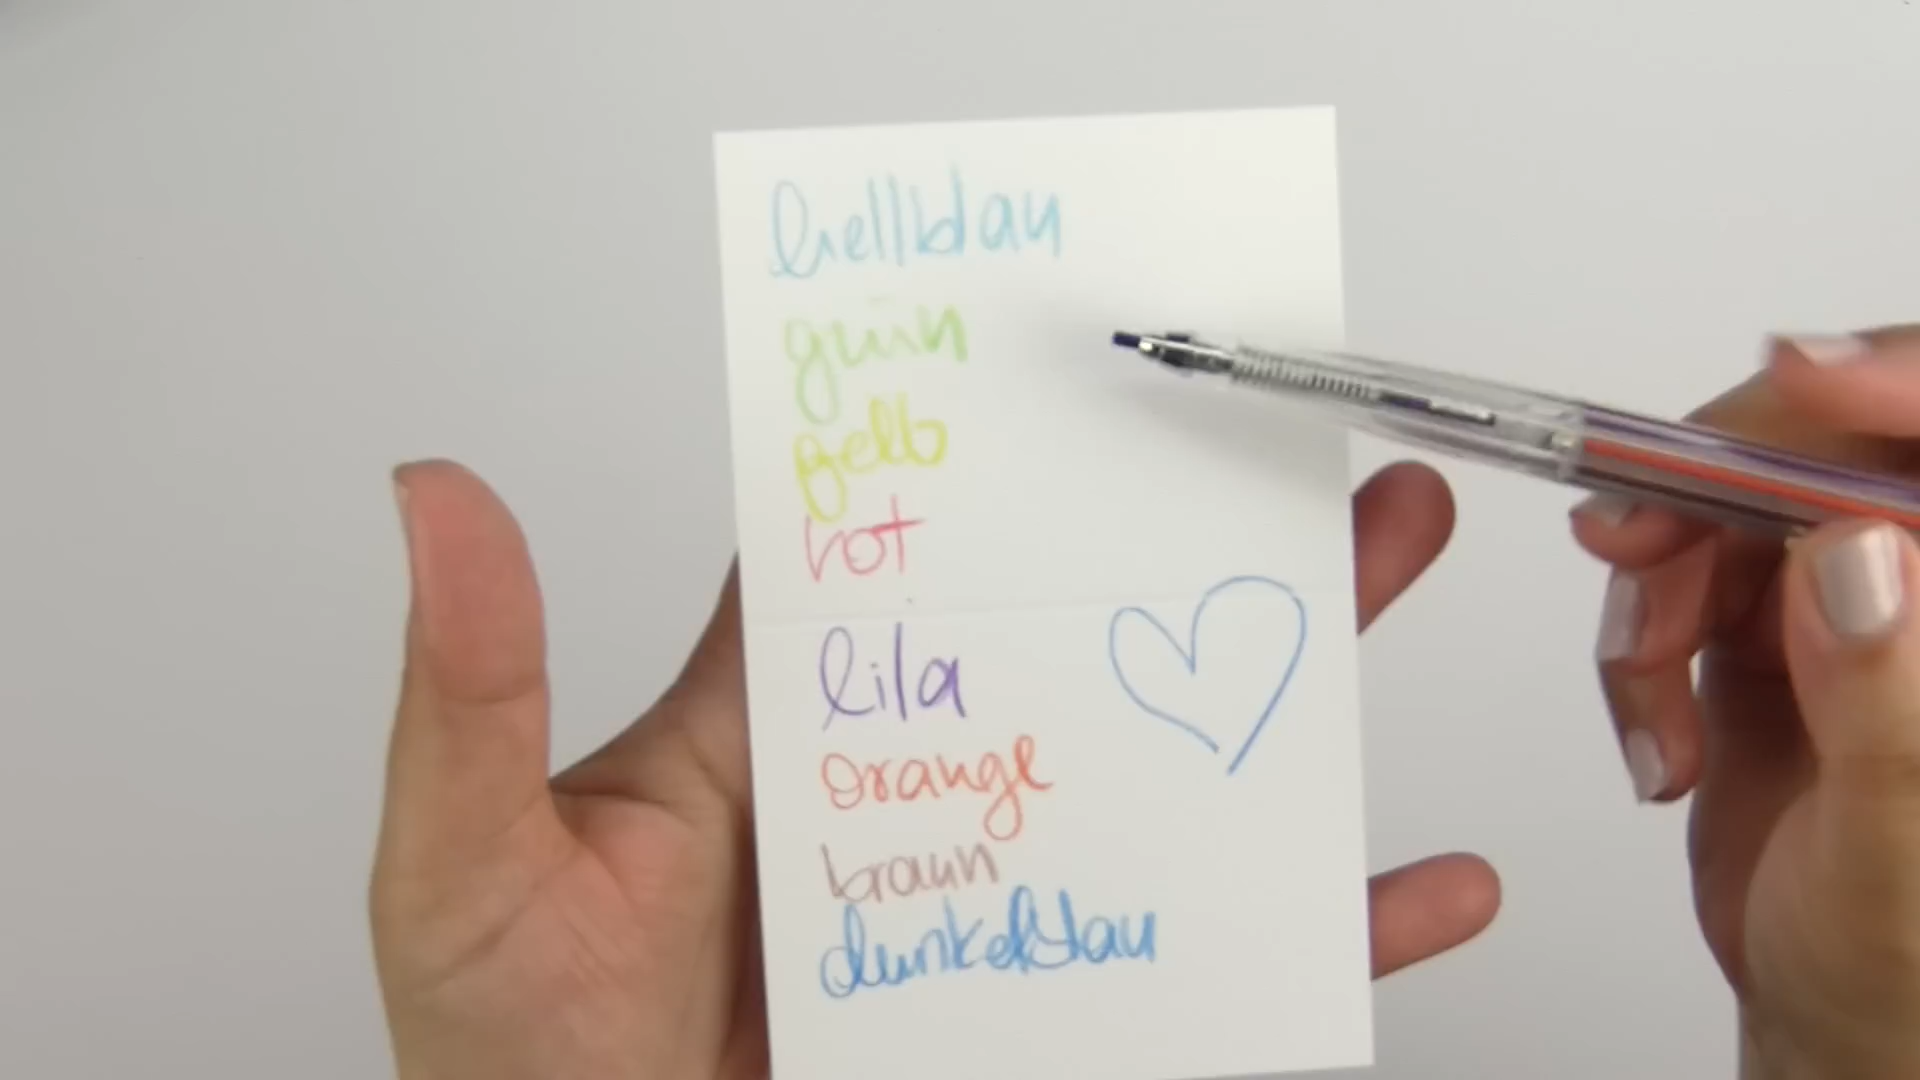 hellblau
grün
gelb
rot
lila
orange
braun
dunkelblau